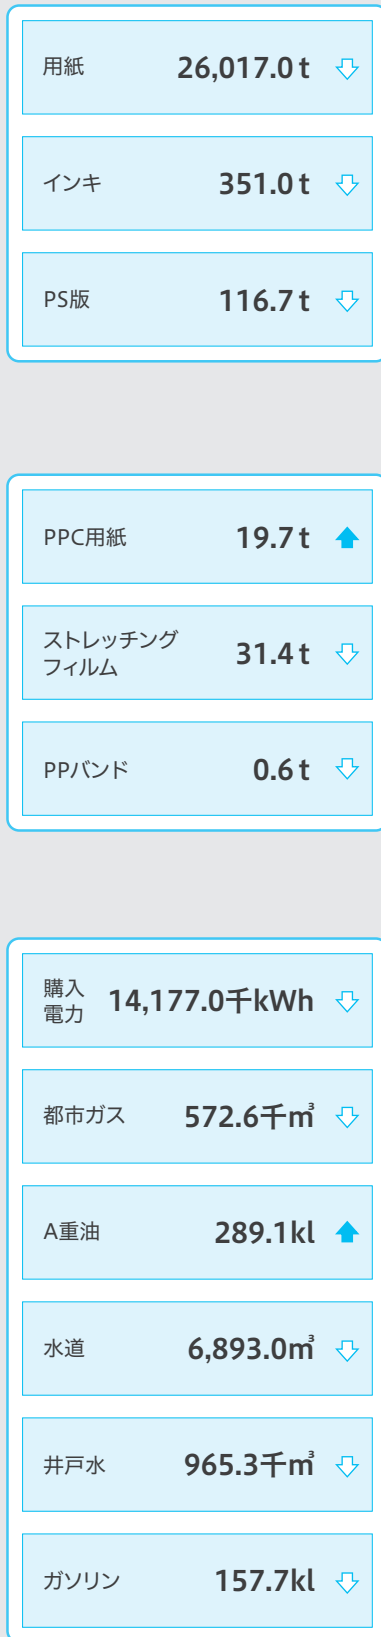 用紙 26,017.0 t
インキ 351.0 t
PS版 116.7 t
PPC用紙 19.7 t
ストレッチング
フィルム 31.4 t
PPバンド 0.6 t
購入
電力 14,177.0千kWh
都市ガス 572.6千㎥
A重油 289.1kl
水道 6,893.0㎥
井戸水 965.3千㎥
ガソリン 157.7kl